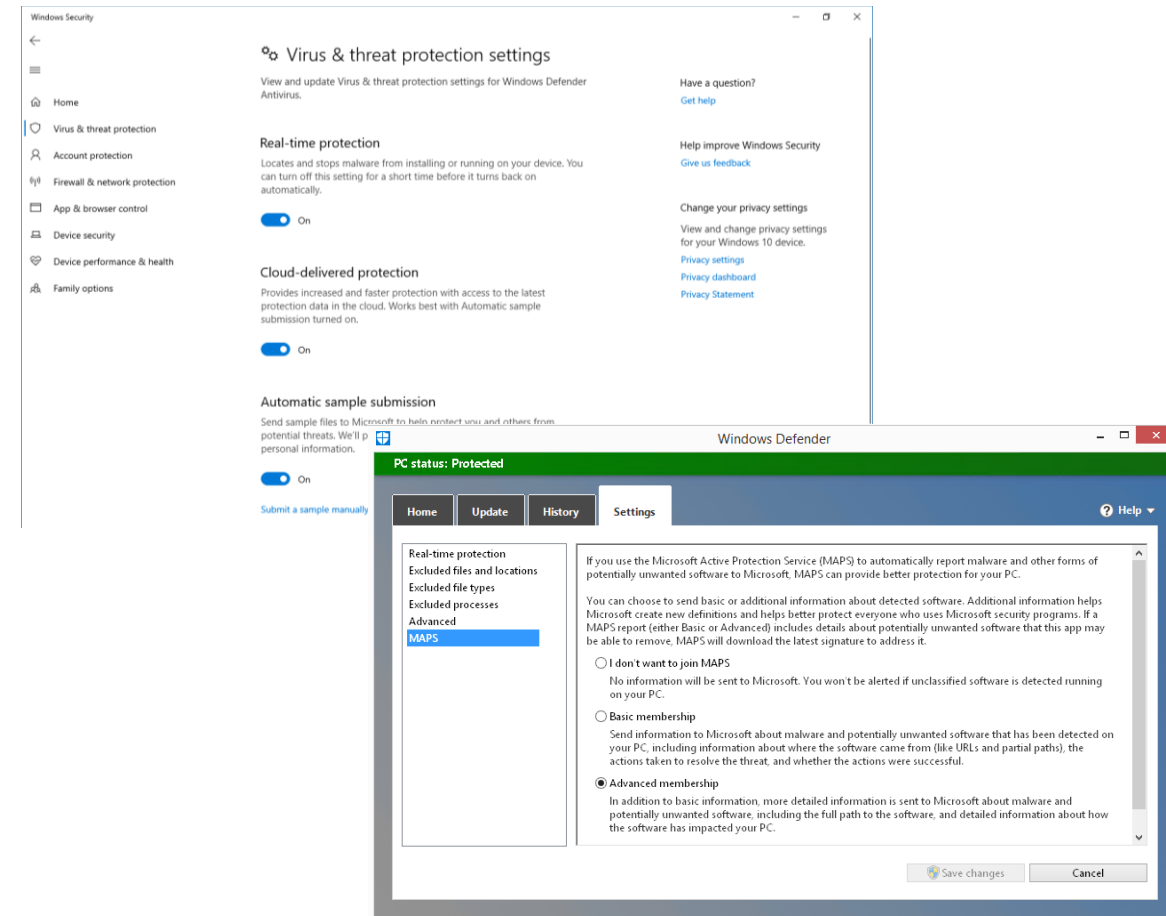 Windows Security
Home
Virus & threat protection
Account protection
Firewall & network protection
App & browser control
Device security
Device performance & health
Family options
Virus & threat protection settings
View and update Virus & threat protection settings for Windows Defender
Antivirus.
Real-time protection
Locates and stops malware from installing or running on your device. You
can turn off this setting for a short time before it turns back on
automatically.
On
Cloud-delivered protection
Provides increased and faster protection with access to the latest
protection data in the cloud. Works best with Automatic sample
submission turned on.
On
Automatic sample submission
Send sample files to Microsoft to help protect you and others from
potential threats. We'll p
personal information.
On
Submit a sample manually
Have a question?
Get help
Help improve Windows Security
Give us feedback
Change your privacy settings
View and change privacy settings
for your Windows 10 device.
Privacy settings
Privacy dashboard
Privacy Statement
Windows Defender
PC status: Protected
Home
Update
History
Settings
Help
Real-time protection
Excluded files and locations
Excluded file types
Excluded processes
Advanced
MAPS
If you use the Microsoft Active Protection Service (MAPS) to automatically report malware and other forms of
potentially unwanted software to Microsoft, MAPS can provide better protection for your PC.
You can choose to send basic or additional information about detected software. Additional information helps
Microsoft create new definitions and helps better protect everyone who uses Microsoft security programs. If a
MAPS report (either Basic or Advanced) includes details about potentially unwanted software that this app may
be able to remove, MAPS will download the latest signature to address it.
I don't want to join MAPS
No information will be sent to Microsoft. You won't be alerted if unclassified software is detected running
on your PC.
Basic membership
Send information to Microsoft about malware and potentially unwanted software that has been detected on
your PC, including information about where the software came from (like URLs and partial paths), the
actions taken to resolve the threat, and whether the actions were successful.
Advanced membership
In addition to basic information, more detailed information is sent to Microsoft about malware and
potentially unwanted software, including the full path to the software, and detailed information about how
the software has impacted your PC.
Save changes
Cancel